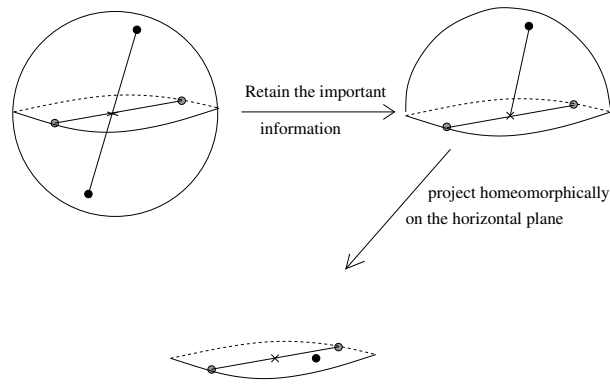 Retain the important
information
project homeomorphically
on the horizontal plane